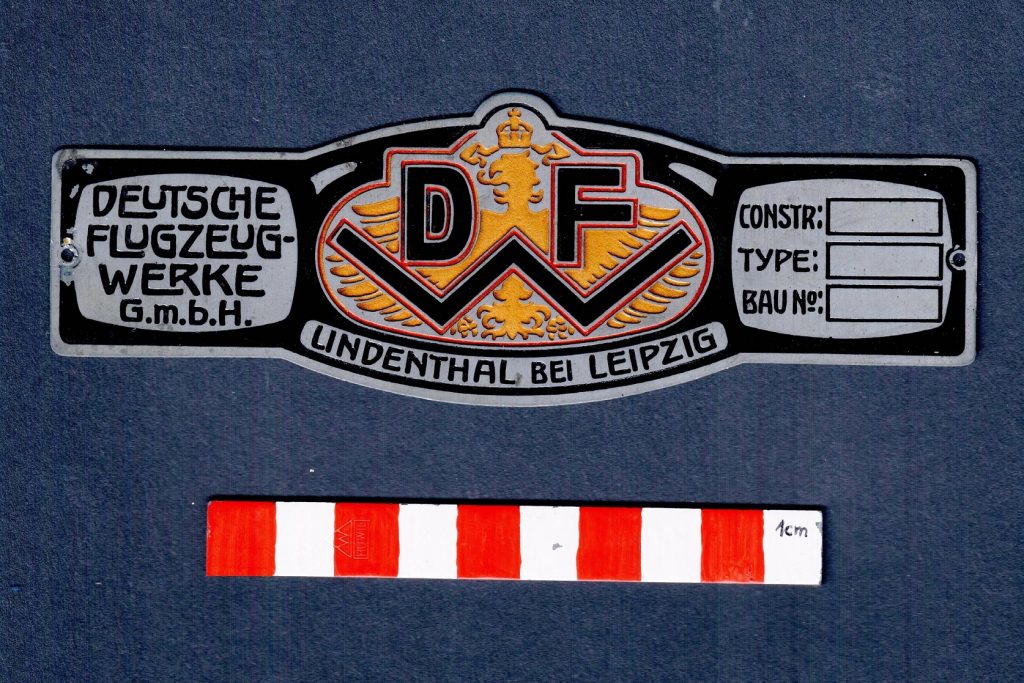 DEUTSCHE
FLUGZEUG-
WERKE
G.m.b.H.
DFW
LINDENTHAL BEI LEIPZIG
CONSTR:
TYPE:
BAU No:
1cm